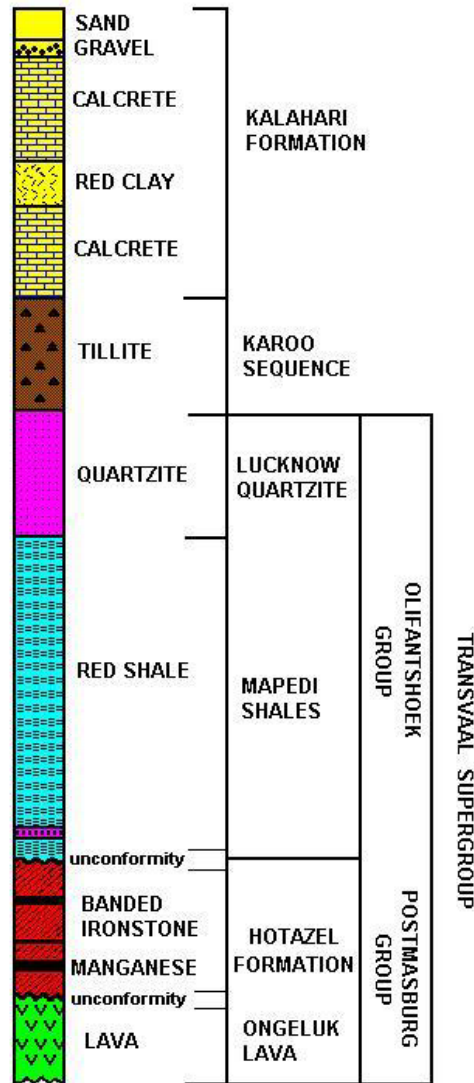 SAND
GRAVEL
CALCRETE
KALAHARI
FORMATION
RED CLAY
CALCRETE
TILLITE
KAROO
SEQUENCE
QUARTZITE
LUCKNOW
QUARTZITE
RED SHALE
MAPEDI
SHALES
OLIFANTSHOEK
GROUP
TRANSVAAL SUPERGROUP
unconformity
BANDED
IRONSTONE
HOTAZEL
FORMATION
POSTMASBURG
GROUP
MANGANESE
unconformity
LAVA
ONGELUK
LAVA